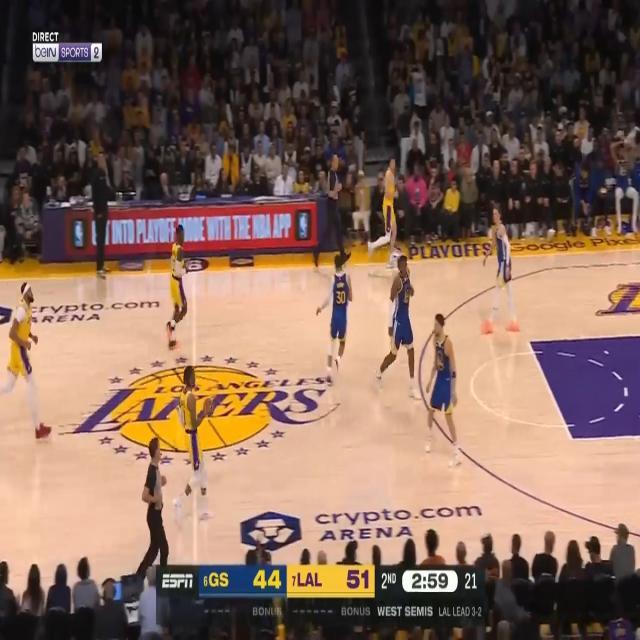 DIRECT
beIN SPORTS 2
INTO PLAYOFF MODE WITH THE NBA APP
PLAYOFFS Google Pixel
crypto.com
ARENA
30
LOS ANGELES
LAKERS
crypto.com
ARENA
ESPN 6 GS 44 7 LAL 51 2ND 2:59 21
BONUS BONUS WEST SEMIS LAL LEAD 3-2